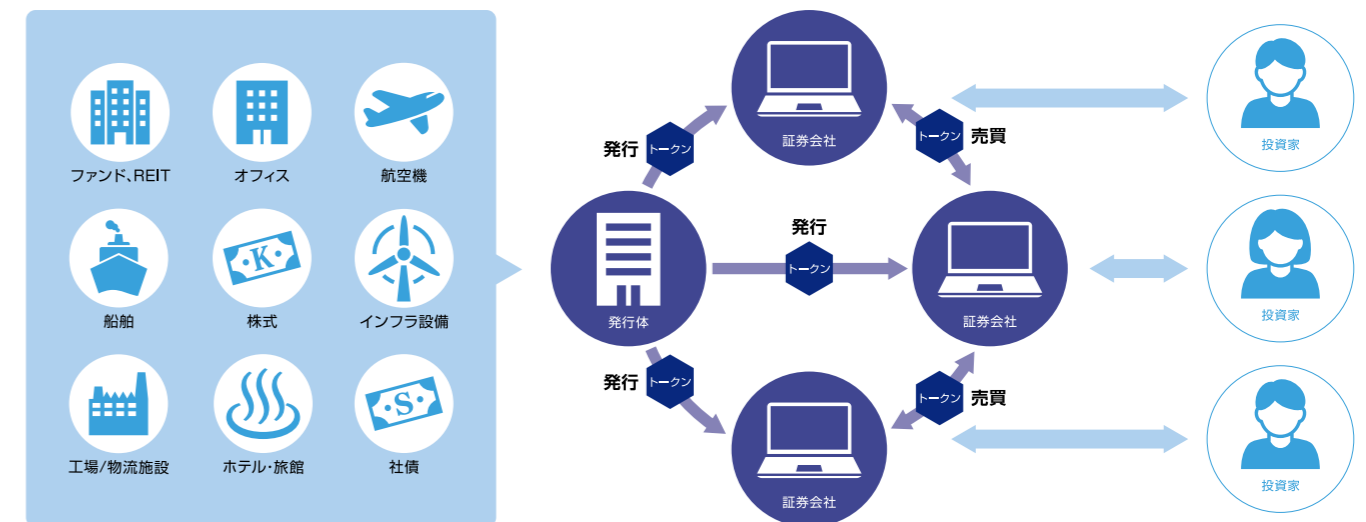 ファンド、REIT
オフィス
航空機
船舶
K
株式
インフラ設備
工場/物流施設
ホテル・旅館
S
社債
発行
トークン
証券会社
トークン
売買
投資家
発行体
発行
トークン
証券会社
投資家
発行
トークン
証券会社
トークン
売買
投資家